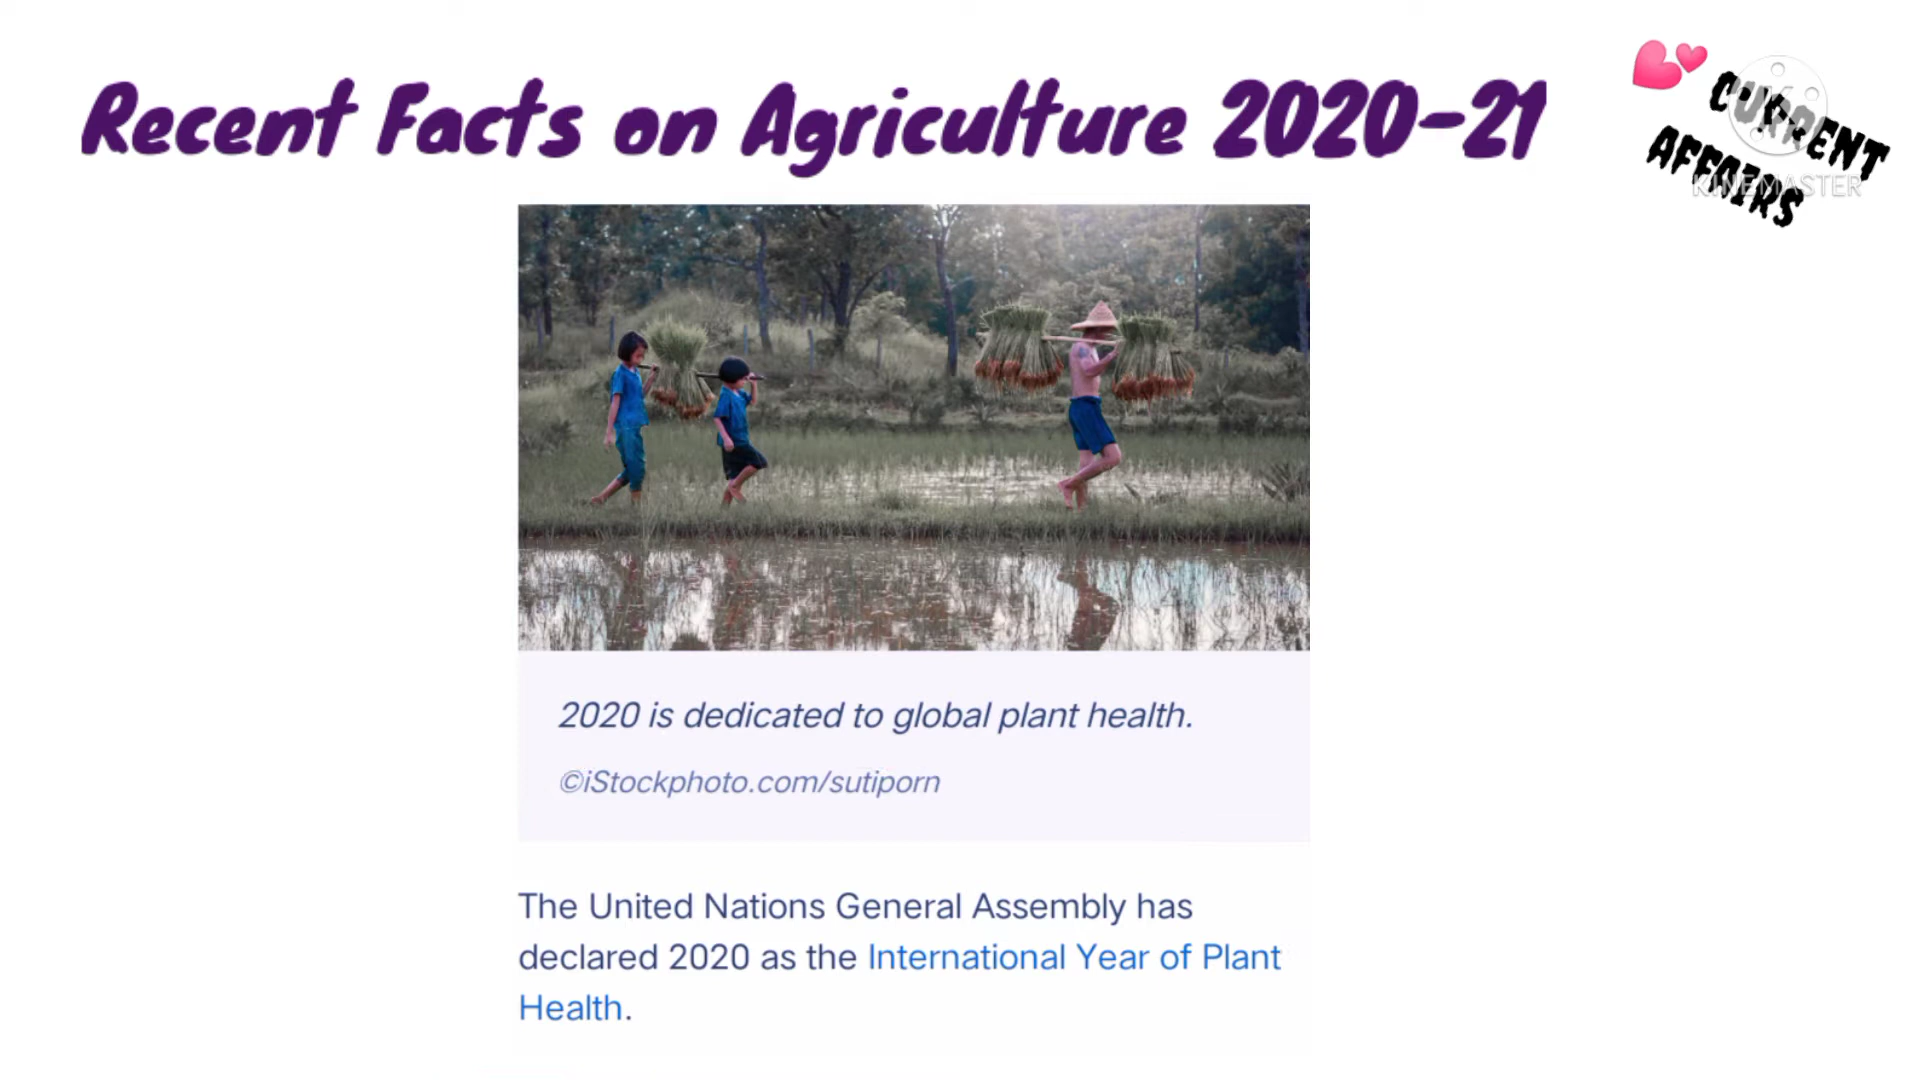 Recent Facts on Agriculture 2020-21
CURRENT
AFFAIRS
KINEMASTER
2020 is dedicated to global plant health.
©iStockphoto.com/sutiporn
The United Nations General Assembly has
declared 2020 as the International Year of Plant
Health.